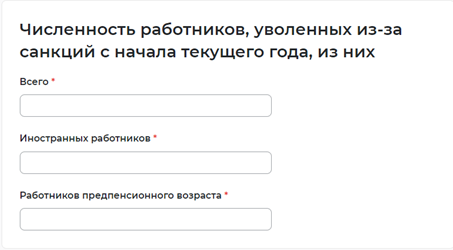 Численность работников, уволенных из-за
санкций с начала текущего года, из них
Всего *
Иностранных работников *
Работников предпенсионного возраста *